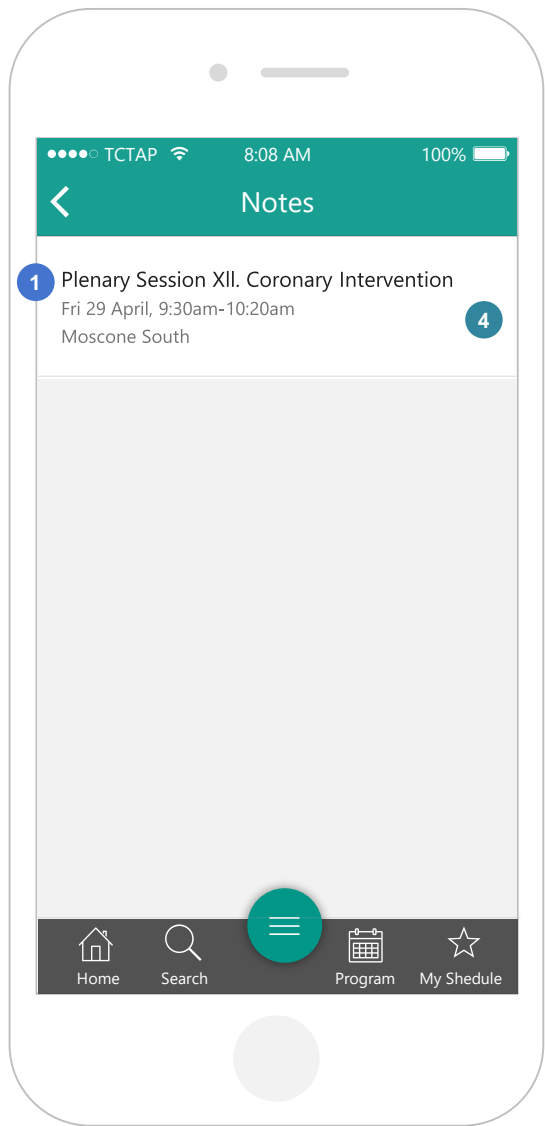 TCTAP 8:08 AM 100%
Notes
1
Plenary Session Xll. Coronary Intervention
Fri 29 April, 9:30am-10:20am
4
Moscone South
Home Search Program My Shedule